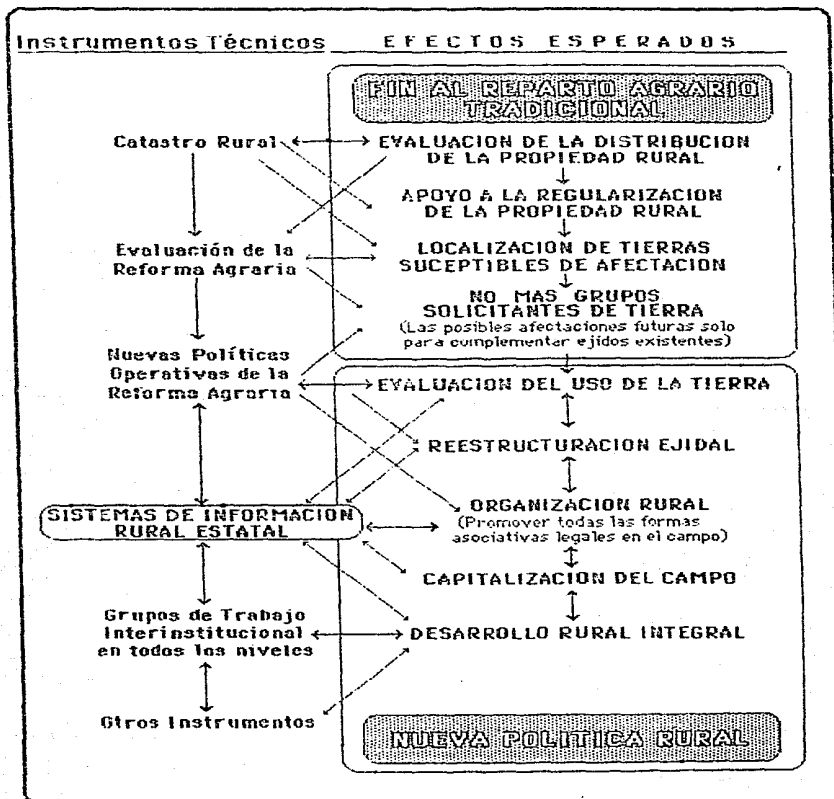 Instrumentos Técnicos
EFECTOS ESPERADOS
FIN AL REPARTO AGRARIO
TRADICIONAL
Catastro Rural
EVALUACION DE LA DISTRIBUCION
DE LA PROPIEDAD RURAL
APOYO A LA REGULARIZACION
DE LA PROPIEDAD RURAL
Evaluación de la
Reforma Agraria
LOCALIZACION DE TIERRAS
SUCEPTIBLES DE AFECTACION
NO MAS GRUPOS
SOLICITANTES DE TIERRA
(Las posibles afectaciones futuras solo
para complementar ejidos existentes)
Nuevas Políticas
Operativas de la
Reforma Agraria
EVALUACION DEL USO DE LA TIERRA
REESTRUCTURACION EJIDAL
SISTEMAS DE INFORMACION
RURAL ESTATAL
ORGANIZACION RURAL
(Promover todas las formas
asociativas legales en el campo)
CAPITALIZACION DEL CAMPO
Grupos de Trabajo
Interinstitucional
en todos los niveles
DESARROLLO RURAL INTEGRAL
Otros Instrumentos
NUEVA POLITICA RURAL